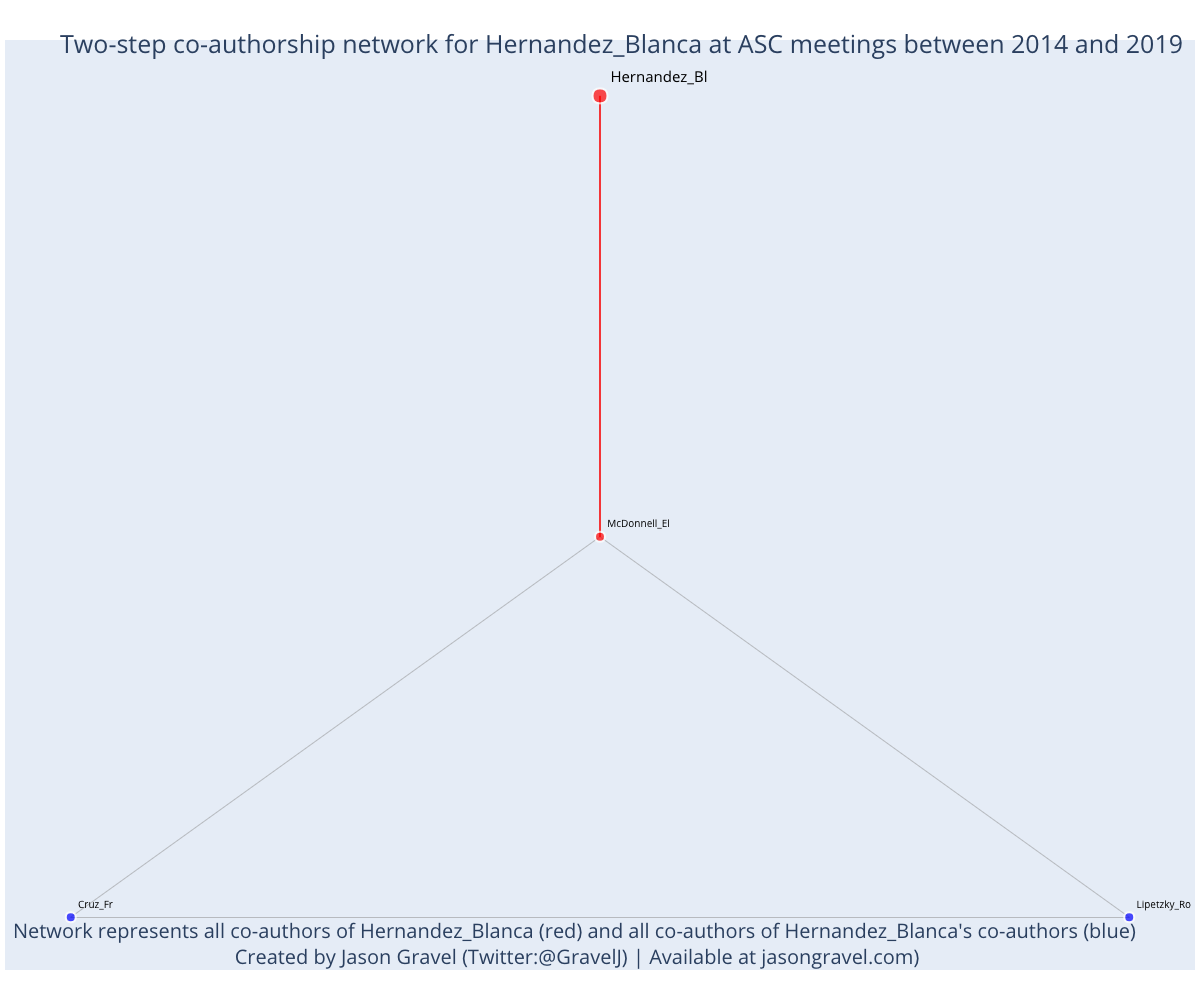 Two-step co-authorship network for Hernandez_Blanca at ASC meetings between 2014 and 2019
Hernandez_Bl
McDonnell_El
Cruz_Fr
Lipetzky_Ro
Network represents all co-authors of Hernandez_Blanca (red) and all co-authors of Hernandez_Blanca's co-authors (blue)
Created by Jason Gravel (Twitter:@GravelJ) | Available at jasongravel.com)